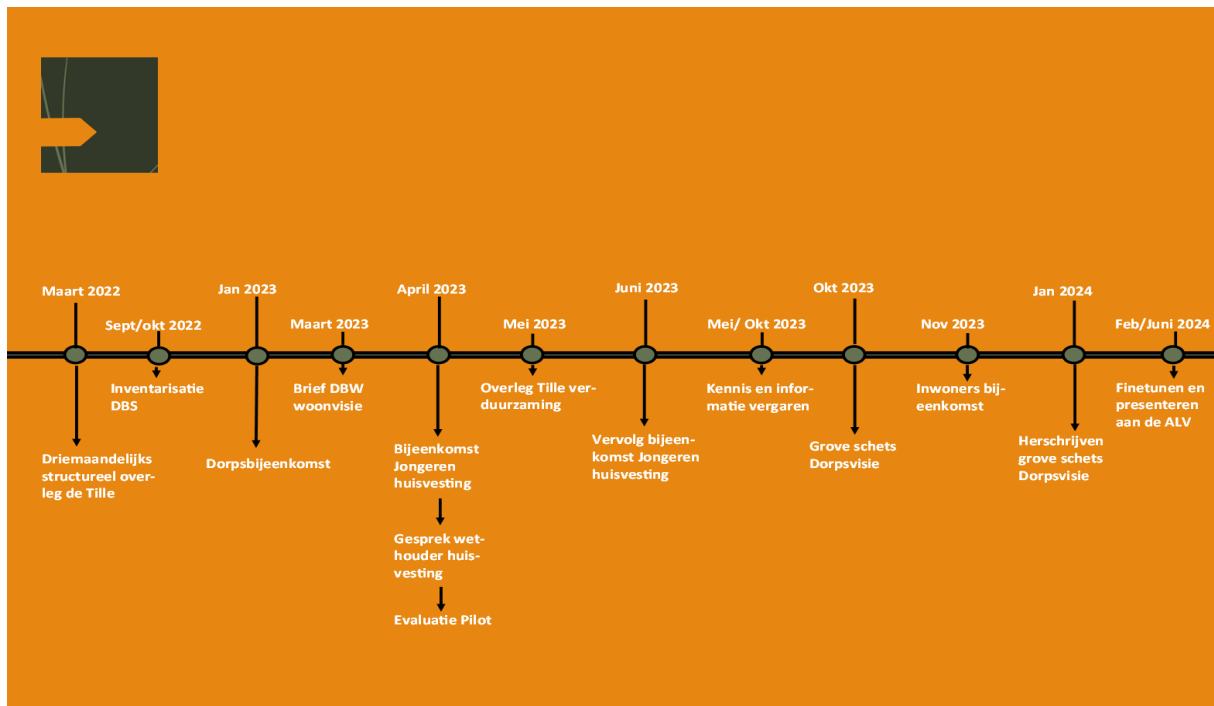 Maart 2022
Driemaandelijks
structureel over-
leg de Tille
Sept/okt 2022
Inventarisatie
DBS
Jan 2023
Dorpsbijeenkomst
Maart 2023
Brief DBW
woonvisie
April 2023
Bijeenkomst
Jongeren
huisvesting
Gesprek wet-
houder huis-
vesting
Evaluatie Pilot
Mei 2023
Overleg Tille ver-
duurzaming
Juni 2023
Vervolg bijeen-
komst Jongeren
huisvesting
Mei/ Okt 2023
Kennis en infor-
matie vergaren
Okt 2023
Grove schets
Dorpsvisie
Nov 2023
Inwoners bij-
eenkomst
Jan 2024
Herschrijven
grove schets
Dorpsvisie
Feb/Juni 2024
Finetunen en
presenteren
aan de ALV